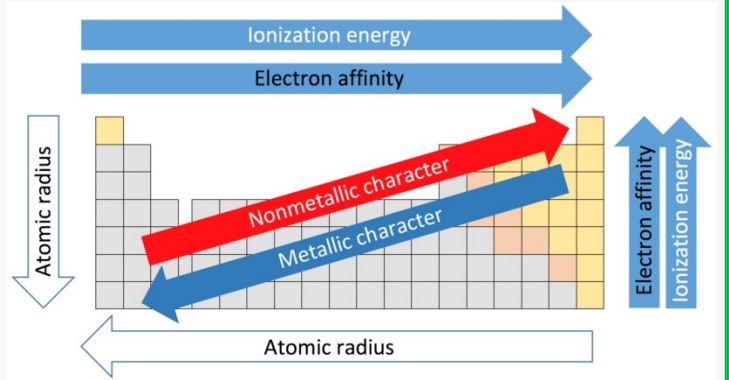 Ionization energy
Electron affinity
Atomic radius
Nonmetallic character
Metallic character
Electron affinity
Ionization energy
Atomic radius